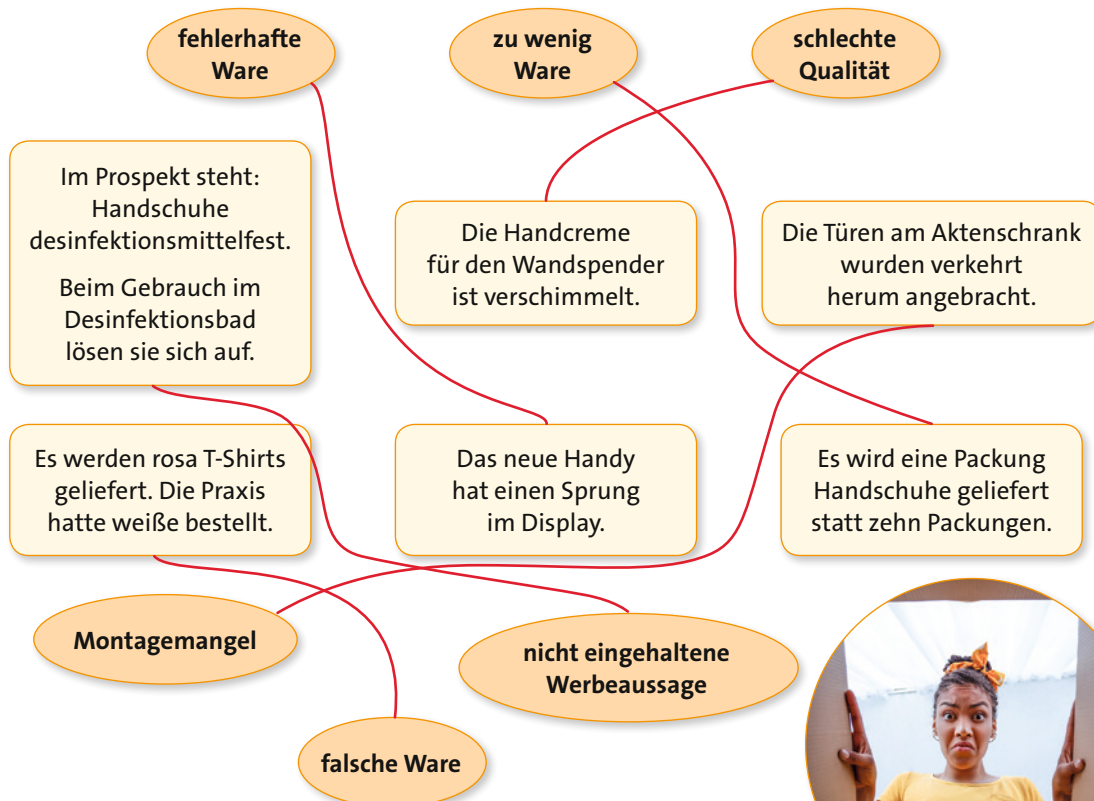 fehlerhafte
Ware
zu wenig
Ware
schlechte
Qualität
Im Prospekt steht:
Handschuhe
desinfektionsmittelfest.
Beim Gebrauch im
Desinfektionsbad
lösen sie sich auf.
Die Handcreme
für den Wandspender
ist verschimmelt.
Die Türen am Aktenschrank
wurden verkehrt
herum angebracht.
Es werden rosa T-Shirts
geliefert. Die Praxis
hatte weiße bestellt.
Das neue Handy
hat einen Sprung
im Display.
Es wird eine Packung
Handschuhe geliefert
statt zehn Packungen.
Montagemangel
nicht eingehaltene
Werbeaussage
falsche Ware